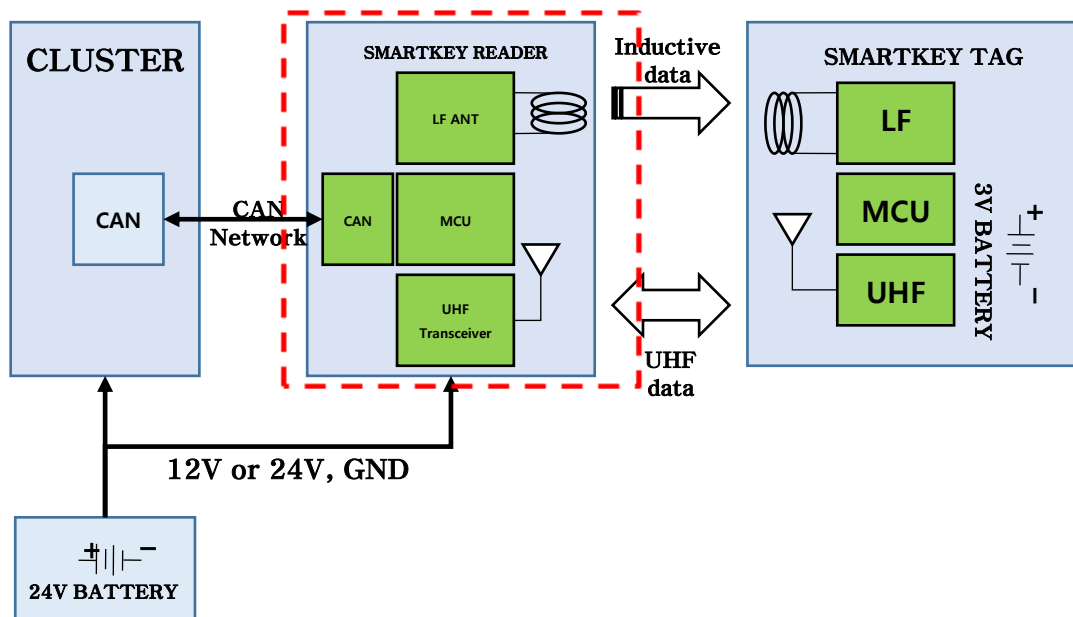 CLUSTER
CAN
CAN
Network
SMARTKEY READER
LF ANT
CAN
MCU
UHF
Transceiver
Inductive
data
UHF
data
SMARTKEY TAG
LF
MCU
UHF
3V BATTERY
+
−
12V or 24V, GND
+ −
24V BATTERY